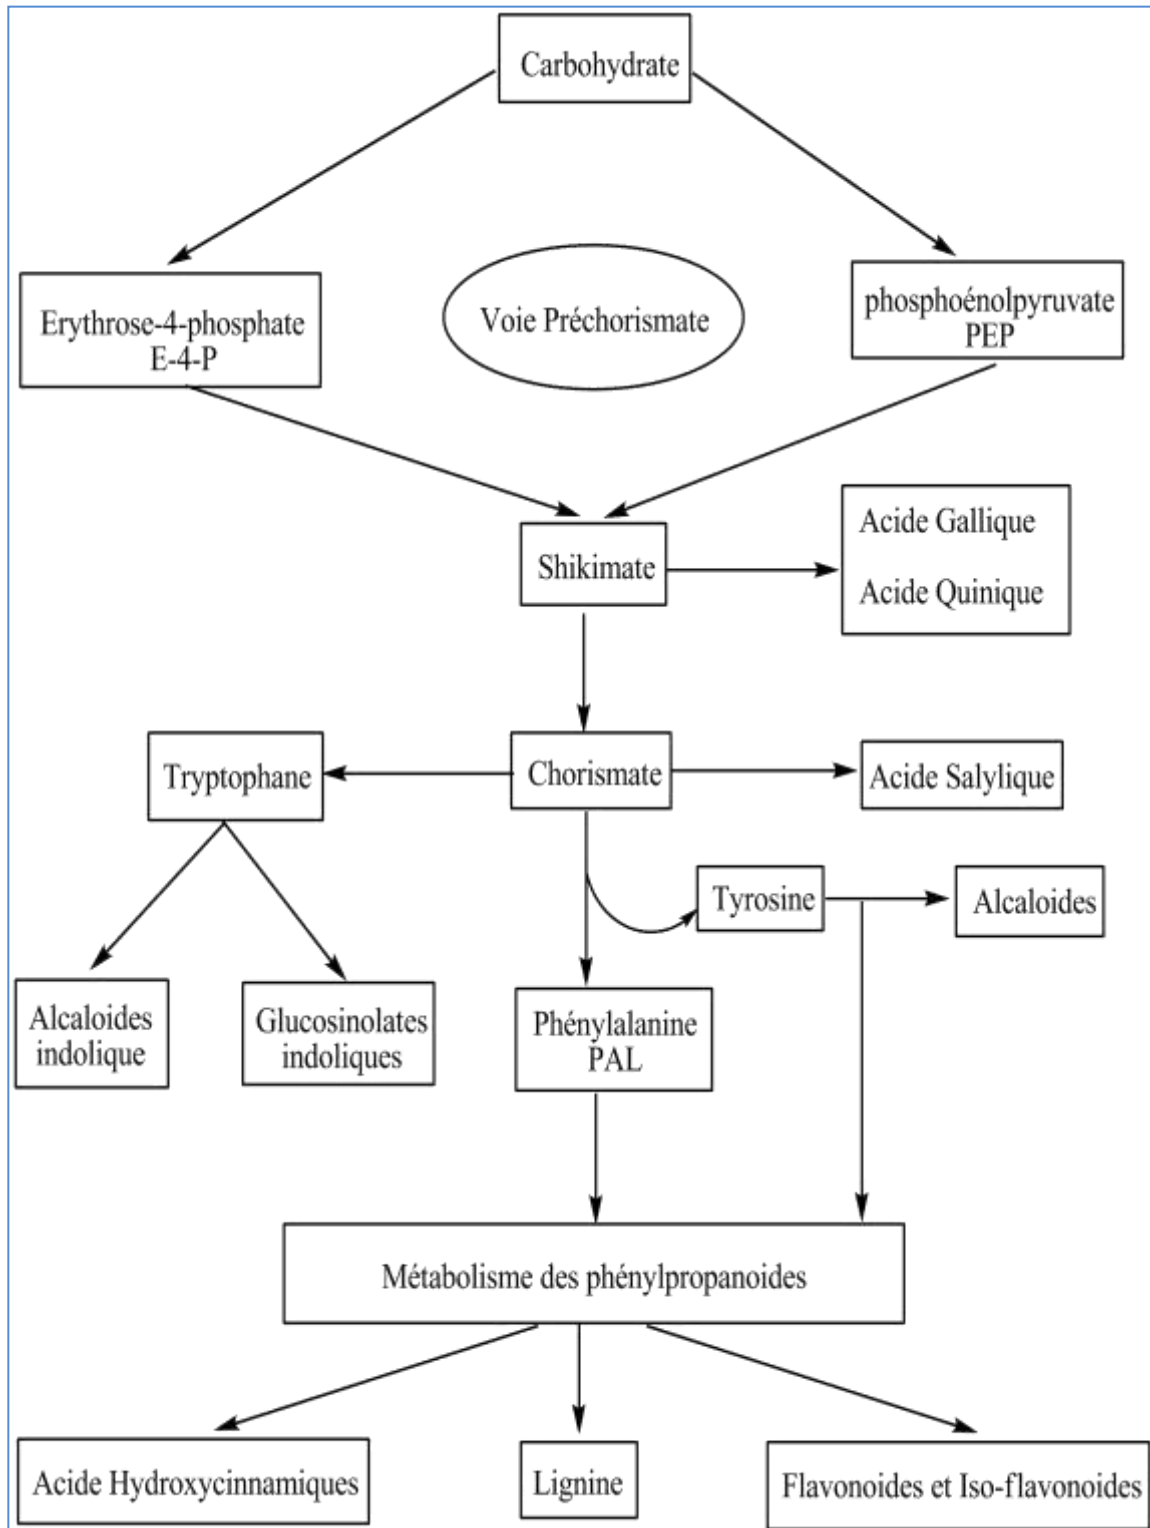 Carbohydrate
Erythrose-4-phosphate
E-4-P
Voie Préchorismate
phosphoénolpyruvate
PEP
Shikimate
Acide Gallique
Acide Quinique
Tryptophane
Chorismate
Acide Salylique
Tyrosine
Alcaloides
Alcaloides
indolique
Glucosinolates
indoliques
Phénylalanine
PAL
Métabolisme des phénylpropanoides
Acide Hydroxycinnamiques
Lignine
Flavonoides et Iso-flavonoides